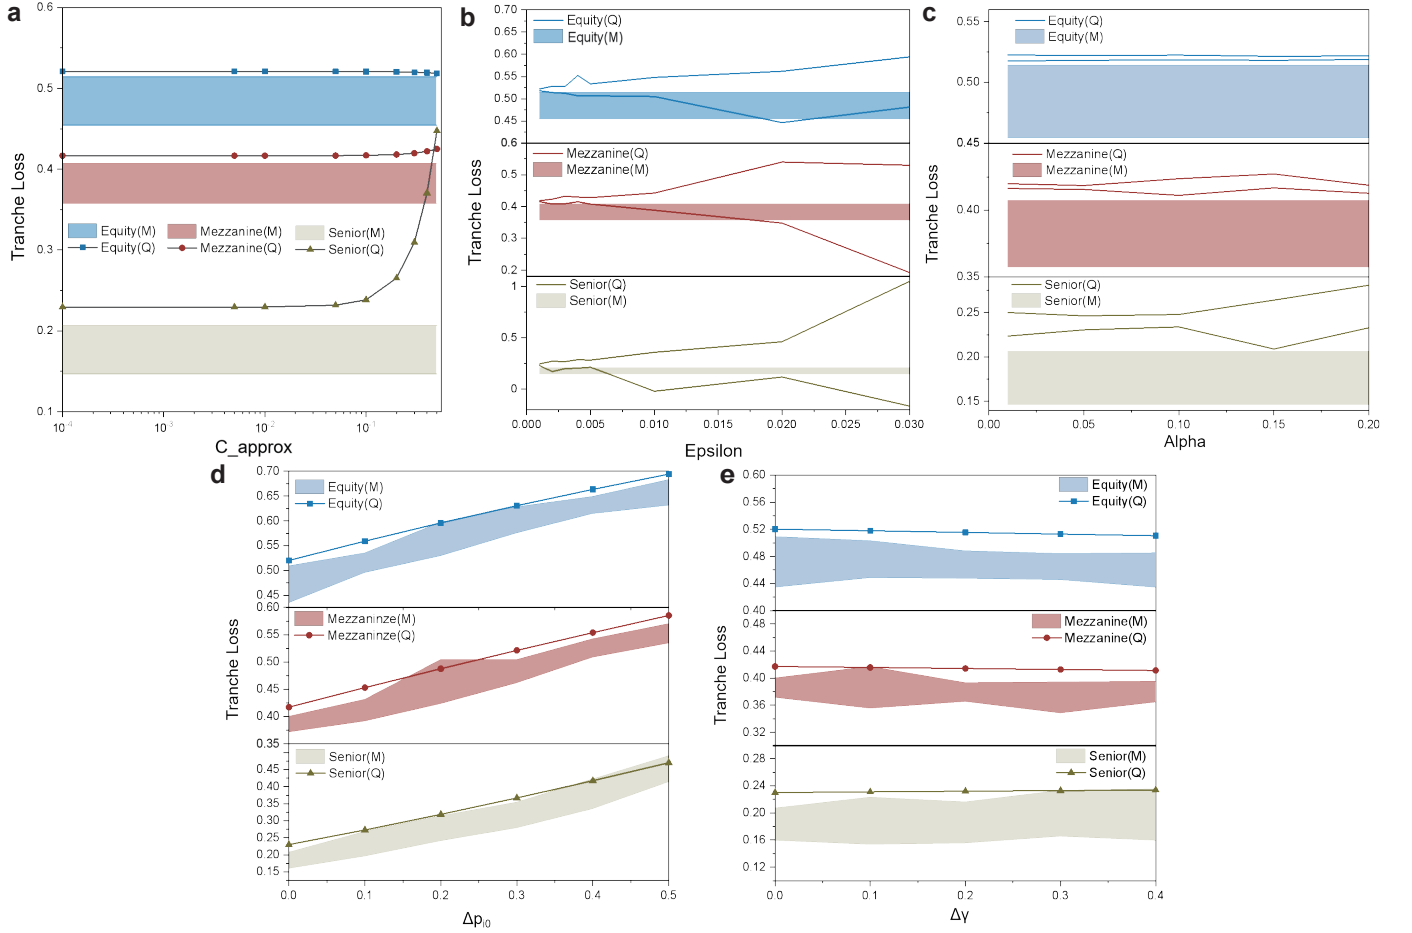 a
0.6
0.5
0.4
0.3
0.2
0.1
Tranche Loss
Equity(M) Mezzanine(M) Senior(M)
Equity(Q) Mezzanine(Q) Senior(Q)
10-4 10-3 10-2 10-1
C_approx
b
0.70
0.65
0.60
0.55
0.50
0.45
Equity(Q)
Equity(M)
0.6
0.5
0.4
0.3
0.2
Mezzanine(Q)
Mezzanine(M)
Tranche Loss
1
0.5
0
Senior(Q)
Senior(M)
0.000 0.005 0.010 0.015 0.020 0.025 0.030
Epsilon
c
0.55
0.50
0.45
Equity(Q)
Equity(M)
Mezzanine(Q)
Mezzanine(M)
0.40
0.35
Tranche Loss
Senior(Q)
Senior(M)
0.25
0.20
0.15
0.05 0.10 0.15 0.20
Alpha
d
0.70
0.65
0.60
0.55
0.50
0.45
Equity(M)
Equity(Q)
0.60
0.55
0.50
0.45
0.40
0.35
Mezzaninze(M)
Mezzaninze(Q)
Tranche Loss
Senior(M)
Senior(Q)
0.45
0.40
0.35
0.30
0.25
0.20
0.15
0.0 0.1 0.2 0.3 0.4 0.5
Δpi0
e
0.60
0.56
0.52
0.48
0.44
0.40
Equity(M)
Equity(Q)
0.48
0.44
0.40
0.36
0.32
Mezzanine(M)
Mezzanine(Q)
Tranche Loss
0.28
0.24
0.20
0.16
0.12
Senior(M)
Senior(Q)
0.0 0.1 0.2 0.3 0.4
Δγ